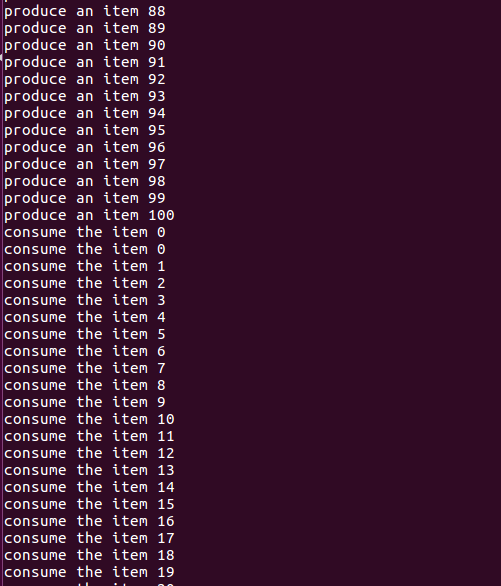 produce an item 88
produce an item 89
produce an item 90
produce an item 91
produce an item 92
produce an item 93
produce an item 94
produce an item 95
produce an item 96
produce an item 97
produce an item 98
produce an item 99
produce an item 100
consume the item 0
consume the item 0
consume the item 1
consume the item 2
consume the item 3
consume the item 4
consume the item 5
consume the item 6
consume the item 7
consume the item 8
consume the item 9
consume the item 10
consume the item 11
consume the item 12
consume the item 13
consume the item 14
consume the item 15
consume the item 16
consume the item 17
consume the item 18
consume the item 19